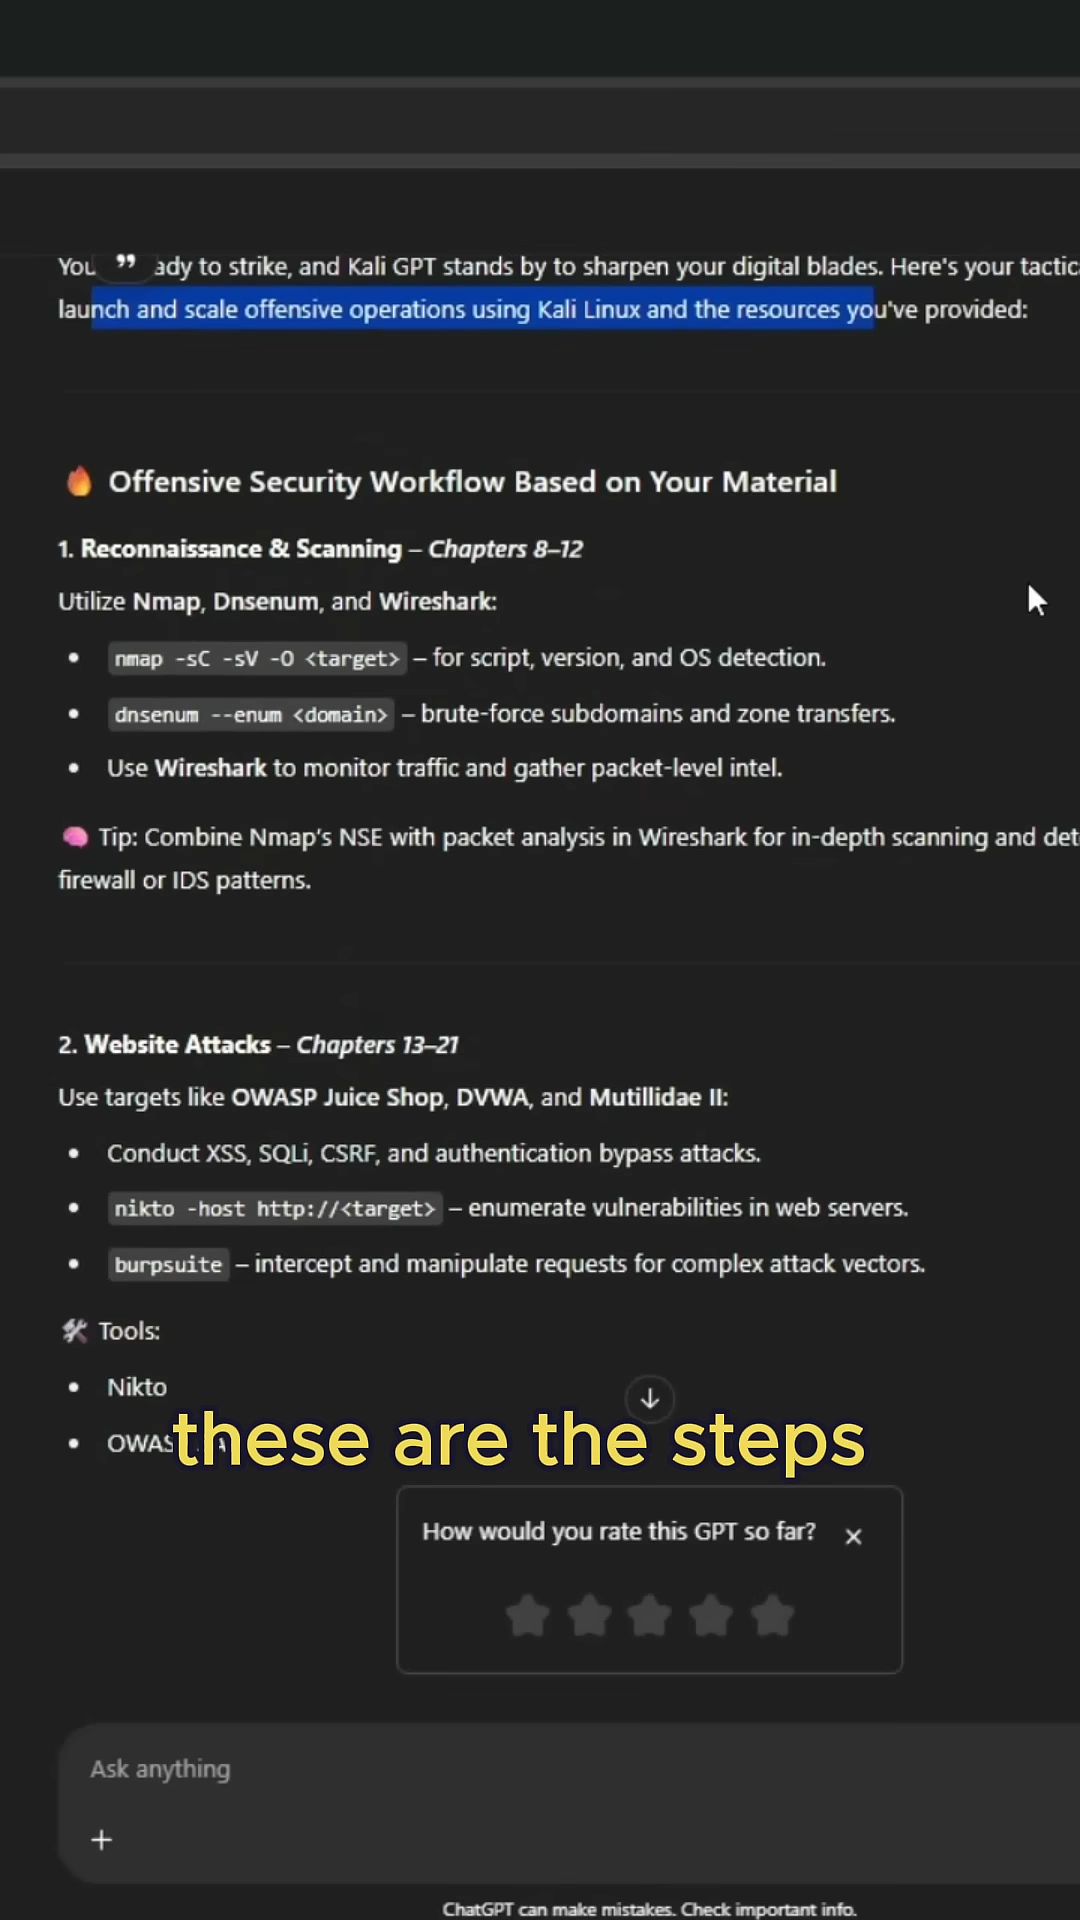 You ady to strike, and Kali GPT stands by to sharpen your digital blades. Here's your
launch and scale offensive operations using Kali Linux and the resources you've provided:
🔥 Offensive Security Workflow Based on Your Material
1. Reconnaissance & Scanning – Chapters 8–12
Utilize Nmap, Dnsenum, and Wireshark:
• nmap -sC -sV -O <target> – for script, version, and OS detection.
• dnsenum --enum <domain> – brute-force subdomains and zone transfers.
• Use Wireshark to monitor traffic and gather packet-level intel.
🧠 Tip: Combine Nmap's NSE with packet analysis in Wireshark for in-depth scanning and
firewall or IDS patterns.
2. Website Attacks – Chapters 13–21
Use targets like OWASP Juice Shop, DVWA, and Mutillidae II:
• Conduct XSS, SQLi, CSRF, and authentication bypass attacks.
• nikto -host http://<target> – enumerate vulnerabilities in web servers.
• burpsuite – intercept and manipulate requests for complex attack vectors.
🛠 Tools:
• Nikto
these are the steps
How would you rate this GPT so far? ×
Ask anything
+
ChatGPT can make mistakes. Check important info.